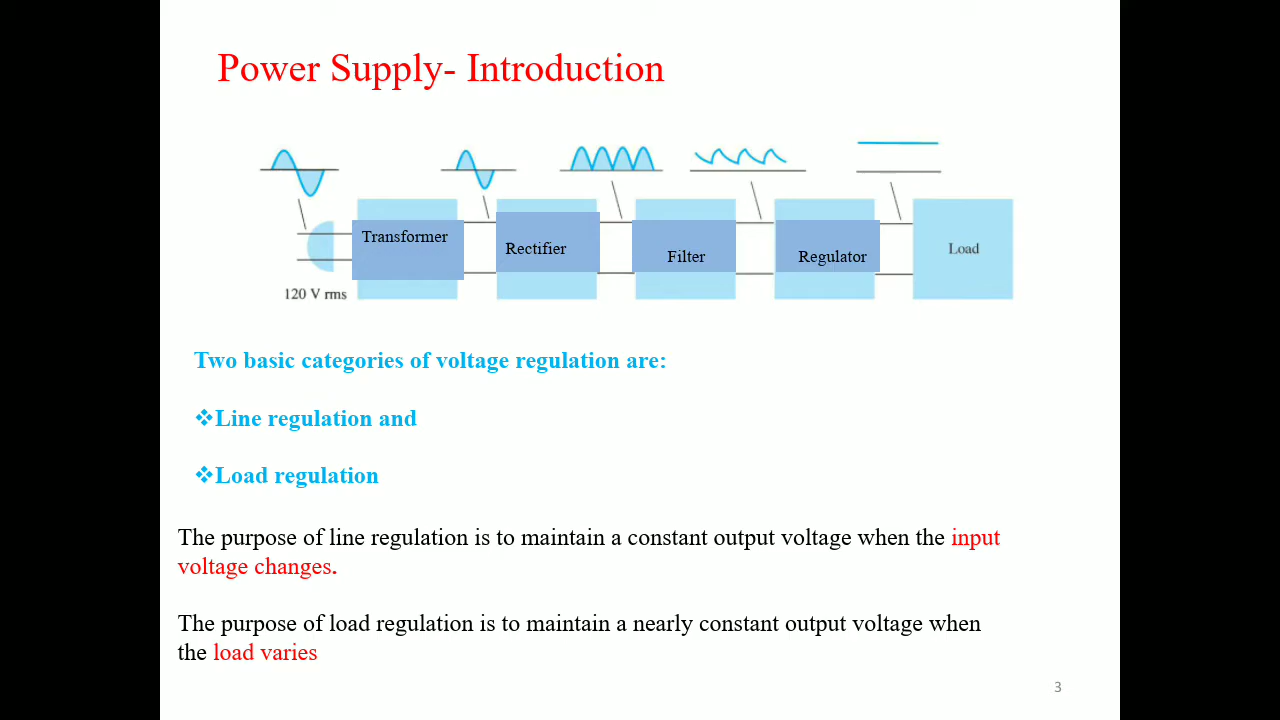 Power Supply- Introduction
Transformer
Rectifier
Filter
Regulator
Load
120 V rms
Two basic categories of voltage regulation are:
❖Line regulation and
❖Load regulation
The purpose of line regulation is to maintain a constant output voltage when the input
voltage changes.
The purpose of load regulation is to maintain a nearly constant output voltage when
the load varies
3